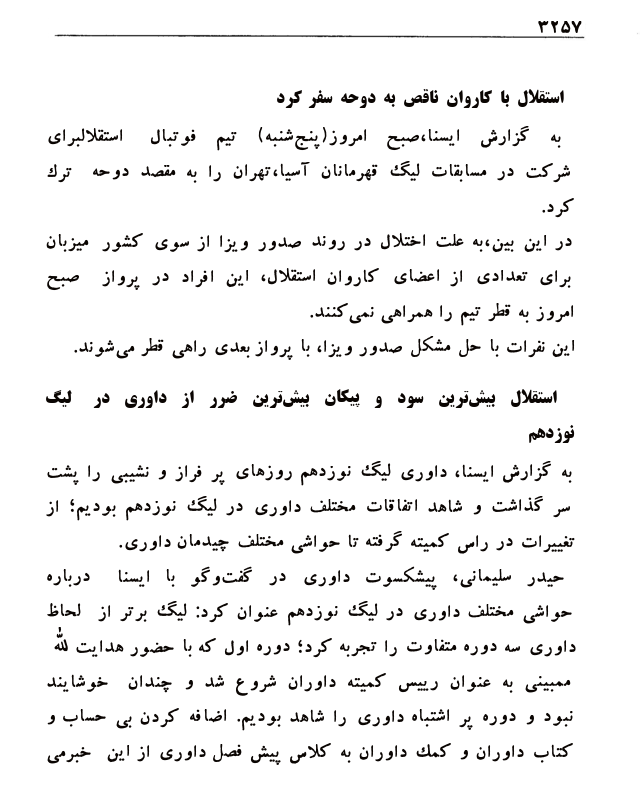 ۳۲۵۷
استقلال با کاروان ناقص به دوحه سفر کرد
به گزارش ایسنا،صبح امروز(پنج‌شنبه) تیم فوتبال استقلالبرای
شرکت در مسابقات لیگ قهرمانان آسیا،تهران را به مقصد دوحه ترک
کرد.
در این بین،به علت اختلال در روند صدور ویزا از سوی کشور میزبان
برای تعدادی از اعضای کاروان استقلال، این افراد در پرواز صبح
امروز به قطر تیم را همراهی نمی‌کنند.
این نفرات با حل مشکل صدور ویزا، با پرواز بعدی راهی قطر می‌شوند.
استقلال بیش‌ترین سود و پیکان بیش‌ترین ضرر از داوری در لیگ
نوزدهم
به گزارش ایسنا، داوری لیگ نوزدهم روزهای پر فراز و نشیبی را پشت
سر گذاشت و شاهد اتفاقات مختلف داوری در لیگ نوزدهم بودیم؛ از
تغییرات در راس کمیته گرفته تا حواشی مختلف چیدمان داوری.
حیدر سلیمانی، پیشکسوت داوری در گفت‌وگو با ایسنا درباره
حواشی مختلف داوری در لیگ نوزدهم عنوان کرد: لیگ برتر از لحاظ
داوری سه دوره متفاوت را تجربه کرد؛ دوره اول که با حضور هدایت الله
ممبینی به عنوان رییس کمیته داوران شروع شد و چندان خوشایند
نبود و دوره پر اشتباه داوری را شاهد بودیم. اضافه کردن بی حساب و
کتاب داوران و کمک داوران به کلاس پیش فصل داوری از این خبرمی